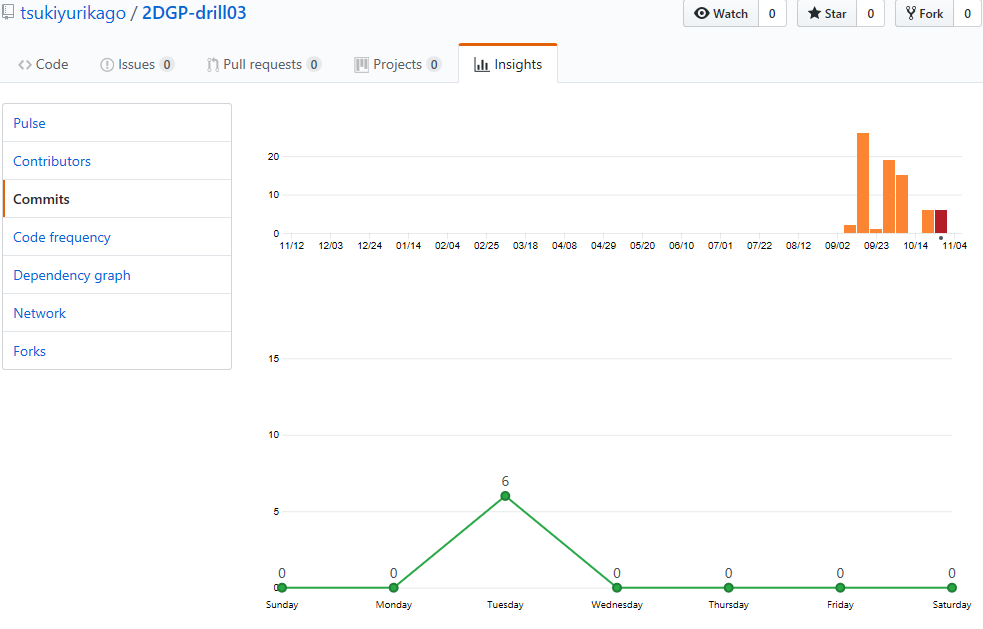 tsukiyurikago / 2DGP-drill03
Watch 0 Star 0 Fork 0
Code Issues 0 Pull requests 0 Projects 0 Insights
Pulse
Contributors
Commits
Code frequency
Dependency graph
Network
Forks
20
10
0
11/12 12/03 12/24 01/14 02/04 02/25 03/18 04/08 04/29 05/20 06/10 07/01 07/22 08/12 09/02 09/23 10/14 11/04
15
10
5
0
0 0 6 0 0 0 0
Sunday Monday Tuesday Wednesday Thursday Friday Saturday